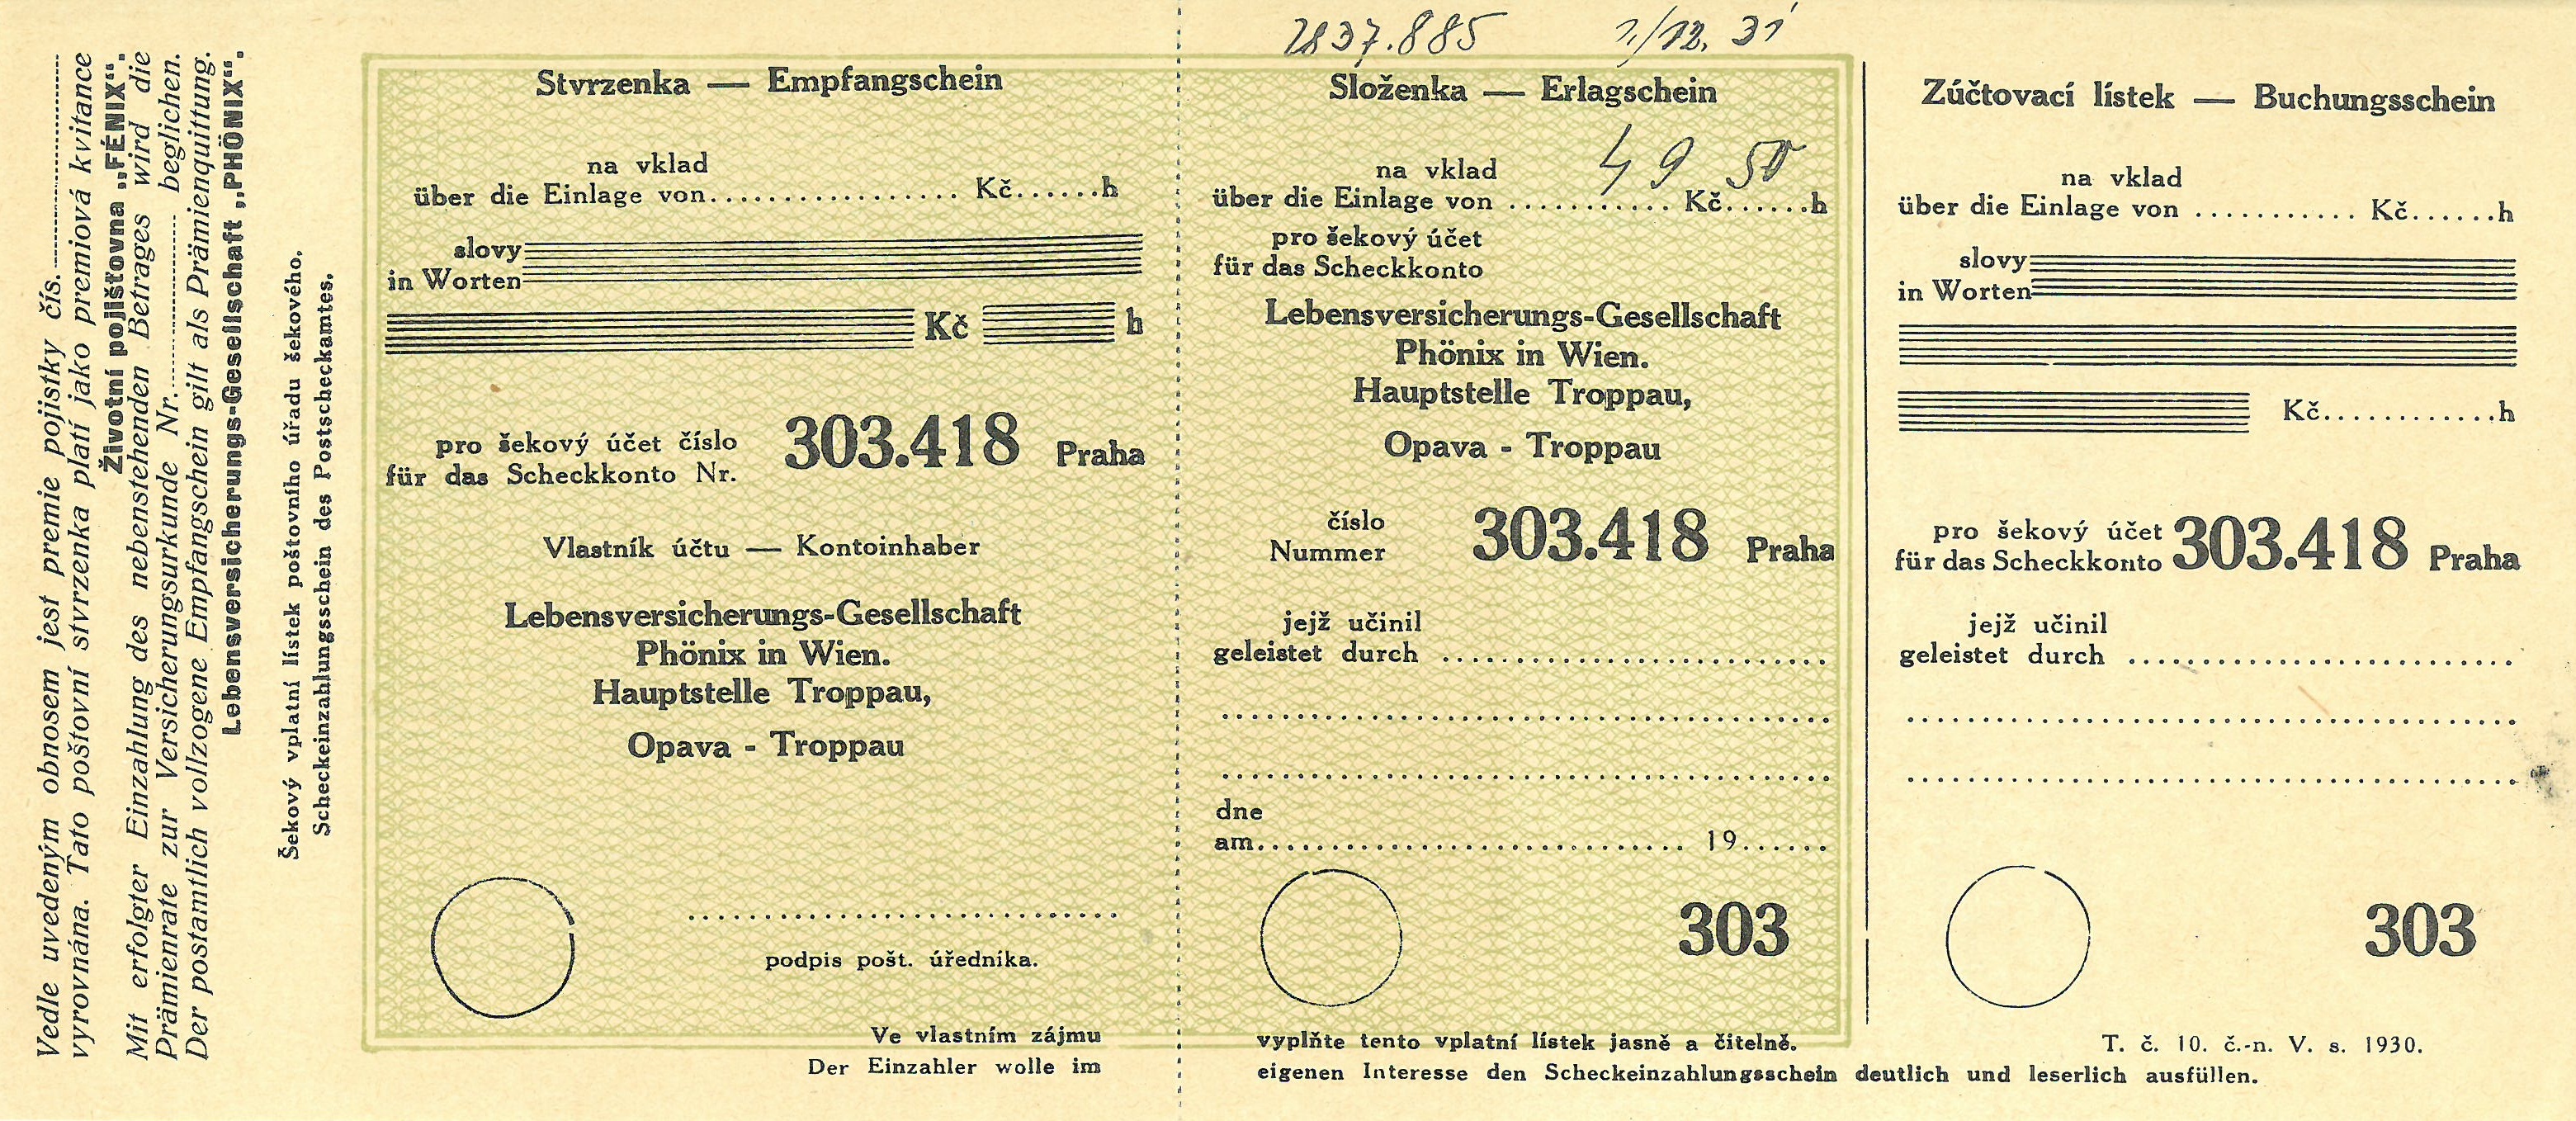 Vedle uvedeným obnosem jest premie pojistky čís.
vyrovnána. Tato poštovní stvrzenka platí jako premiová kvitance
Životní pojišťovna „FÉNIX“.
Mit erfolgter Einzahlung des nebenstehenden Betrages wird die
Prämienrate zur Versicherungsurkunde Nr. beglichen.
Der postamtlich vollzogene Empfangschein gilt als Prämienquittung.
Lebensversicherungs-Gesellschaft „PHÖNIX“.
Šekový vplatní lístek poštovního úřadu šekového.
Scheckeinzahlungsschein des Postscheckamtes.
Stvrzenka — Empfangschein
na vklad
über die Einlage von.................. Kč......h
slovy
in Worten
Kč h
pro šekový účet číslo
für das Scheckkonto Nr.
303.418 Praha
Vlastník účtu — Kontoinhaber
Lebensversicherungs-Gesellschaft
Phönix in Wien.
Hauptstelle Troppau,
Opava - Troppau
podpis pošt. úředníka.
Ve vlastním zájmu
Der Einzahler wolle im
1837.885 1/12. 31
Složenka — Erlagschein
na vklad 49 50
über die Einlage von ........... Kč......h
pro šekový účet
für das Scheckkonto
Lebensversicherungs-Gesellschaft
Phönix in Wien.
Hauptstelle Troppau,
Opava - Troppau
číslo
Nummer
303.418 Praha
jejž učinil
geleistet durch
dne
am.............................. 19......
303
vyplňte tento vplatní lístek jasně a čitelně.
eigenen Interesse den Scheckeinzahlungsschein deutlich und leserlich ausfüllen.
Zúčtovací lístek — Buchungsschein
na vklad
über die Einlage von ........... Kč......h
slovy
in Worten
Kč...........h
pro šekový účet
für das Scheckkonto
303.418 Praha
jejž učinil
geleistet durch
303
T. č. 10. č.-n. V. s. 1930.